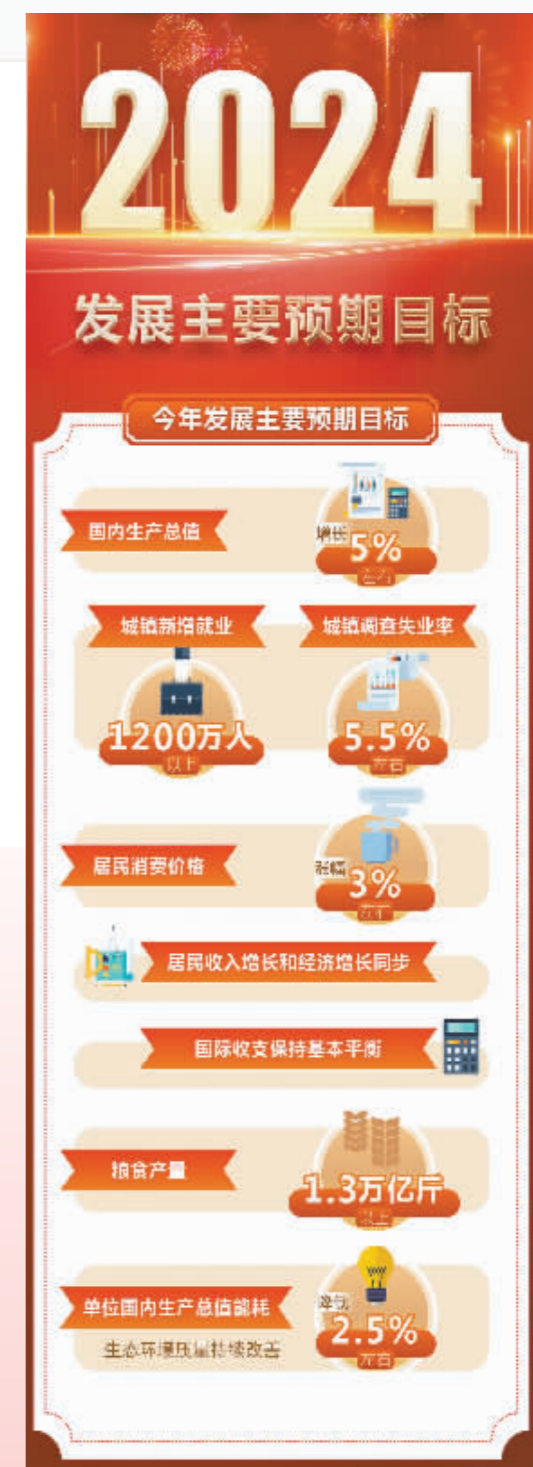 2024
发展主要预期目标
今年发展主要预期目标
国内生产总值
增长
5%
左右
城镇新增就业
城镇调查失业率
1200万人
以上
5.5%
左右
居民消费价格
涨幅
3%
左右
居民收入增长和经济增长同步
国际收支保持基本平衡
粮食产量
1.3万亿斤
以上
单位国内生产总值能耗
生态环境质量持续改善
降低
2.5%
左右